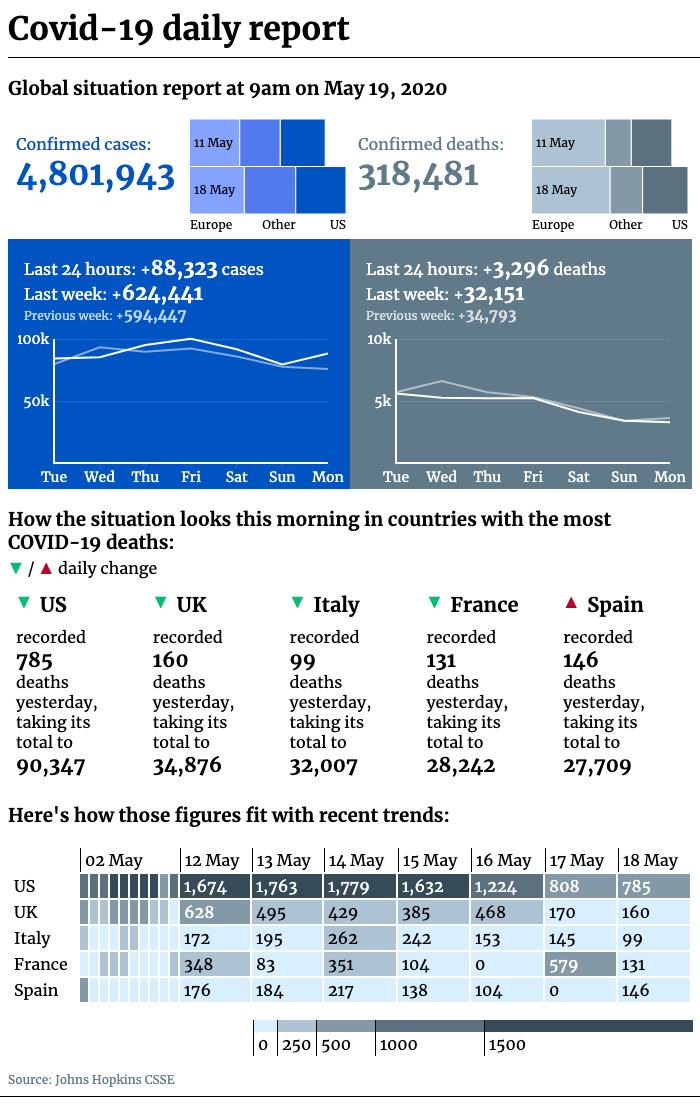 Covid-19 daily report
Global situation report at 9am on May 19, 2020
Confirmed cases:
4,801,943
11 May
18 May
Europe Other US
Confirmed deaths:
318,481
11 May
18 May
Europe Other US
Last 24 hours: +88,323 cases
Last week: +624,441
Previous week: +594,447
100k
50k
Tue Wed Thu Fri Sat Sun Mon
Last 24 hours: +3,296 deaths
Last week: +32,151
Previous week: +34,793
10k
5k
Tue Wed Thu Fri Sat Sun Mon
How the situation looks this morning in countries with the most
COVID-19 deaths:
▼ / ▲ daily change
▼ US
recorded
785
deaths
yesterday,
taking its
total to
90,347
▼ UK
recorded
160
deaths
yesterday,
taking its
total to
34,876
▼ Italy
recorded
99
deaths
yesterday,
taking its
total to
32,007
▼ France
recorded
131
deaths
yesterday,
taking its
total to
28,242
▲ Spain
recorded
146
deaths
yesterday,
taking its
total to
27,709
Here's how those figures fit with recent trends:
02 May 12 May 13 May 14 May 15 May 16 May 17 May 18 May
US 1,674 1,763 1,779 1,632 1,224 808 785
UK 628 495 429 385 468 170 160
Italy 172 195 262 242 153 145 99
France 348 83 351 104 0 579 131
Spain 176 184 217 138 104 0 146
0 250 500 1000 1500
Source: Johns Hopkins CSSE